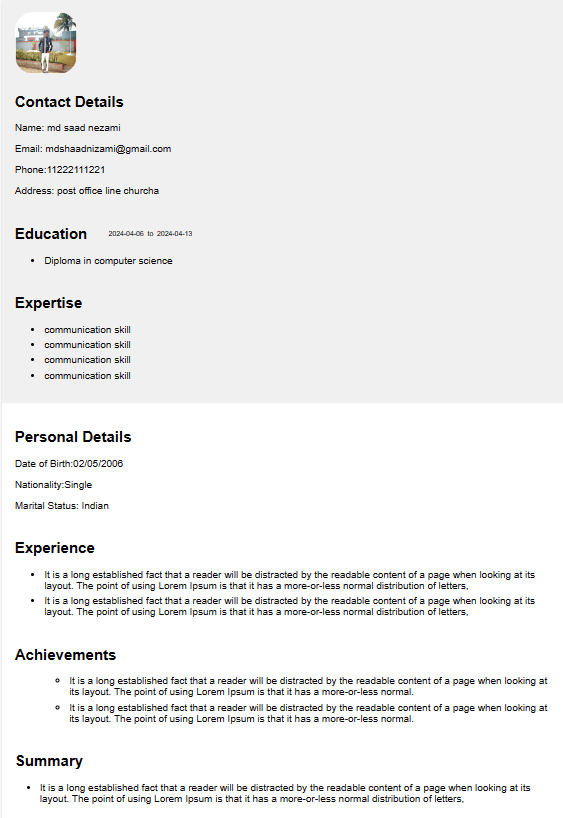 Contact Details
Name: md saad nezami
Email: mdshaadnizami@gmail.com
Phone:11222111221
Address: post office line churcha
Education 2024-04-06 to 2024-04-13
• Diploma in computer science
Expertise
• communication skill
• communication skill
• communication skill
• communication skill
Personal Details
Date of Birth:02/05/2006
Nationality:Single
Marital Status: Indian
Experience
• It is a long established fact that a reader will be distracted by the readable content of a page when looking at its
layout. The point of using Lorem Ipsum is that it has a more-or-less normal distribution of letters,
• It is a long established fact that a reader will be distracted by the readable content of a page when looking at its
layout. The point of using Lorem Ipsum is that it has a more-or-less normal distribution of letters,
Achievements
◦ It is a long established fact that a reader will be distracted by the readable content of a page when looking at
its layout. The point of using Lorem Ipsum is that it has a more-or-less normal.
◦ It is a long established fact that a reader will be distracted by the readable content of a page when looking at
its layout. The point of using Lorem Ipsum is that it has a more-or-less normal.
Summary
• It is a long established fact that a reader will be distracted by the readable content of a page when looking at its
layout. The point of using Lorem Ipsum is that it has a more-or-less normal distribution of letters,